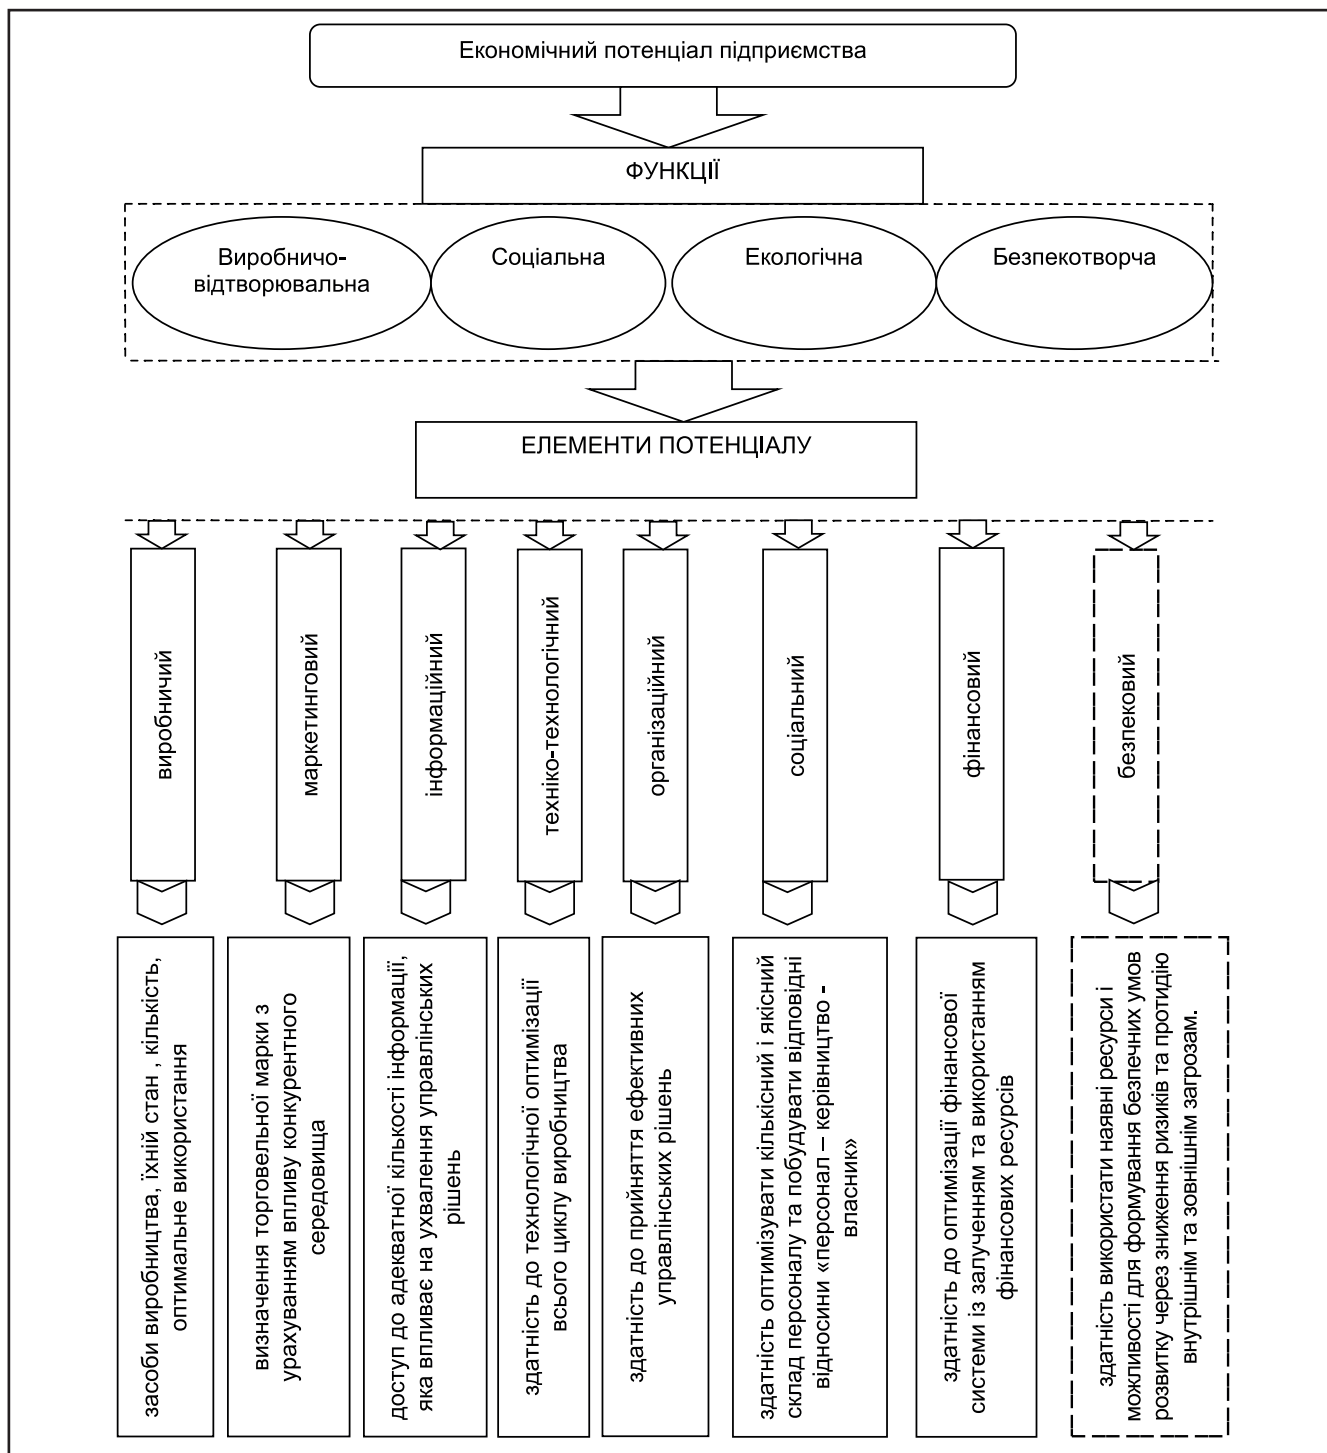 Економічний потенціал підприємства
ФУНКЦІЇ
Виробничо-
відтворювальна
Соціальна
Екологічна
Безпекотворча
ЕЛЕМЕНТИ ПОТЕНЦІАЛУ
виробничий
маркетинговий
інформаційний
техніко-технологічний
організаційний
соціальний
фінансовий
безпековий
засоби виробництва, їхній стан , кількість,
оптимальне використання
визначення торговельної марки з
урахуванням впливу конкурентного
середовища
доступ до адекватної кількості інформації,
яка впливає на ухвалення управлінських
рішень
здатність до технологічної оптимізації
всього циклу виробництва
здатність до прийняття ефективних
управлінських рішень
здатність оптимізувати кількісний і якісний
склад персоналу та побудувати відповідні
відносини «персонал – керівництво -
власник»
здатність до оптимізації фінансової
системи із залученням та використанням
фінансових ресурсів
здатність використати наявні ресурси і
можливості для формування безпечних умов
розвитку через зниження ризиків та протидію
внутрішнім та зовнішнім загрозам.